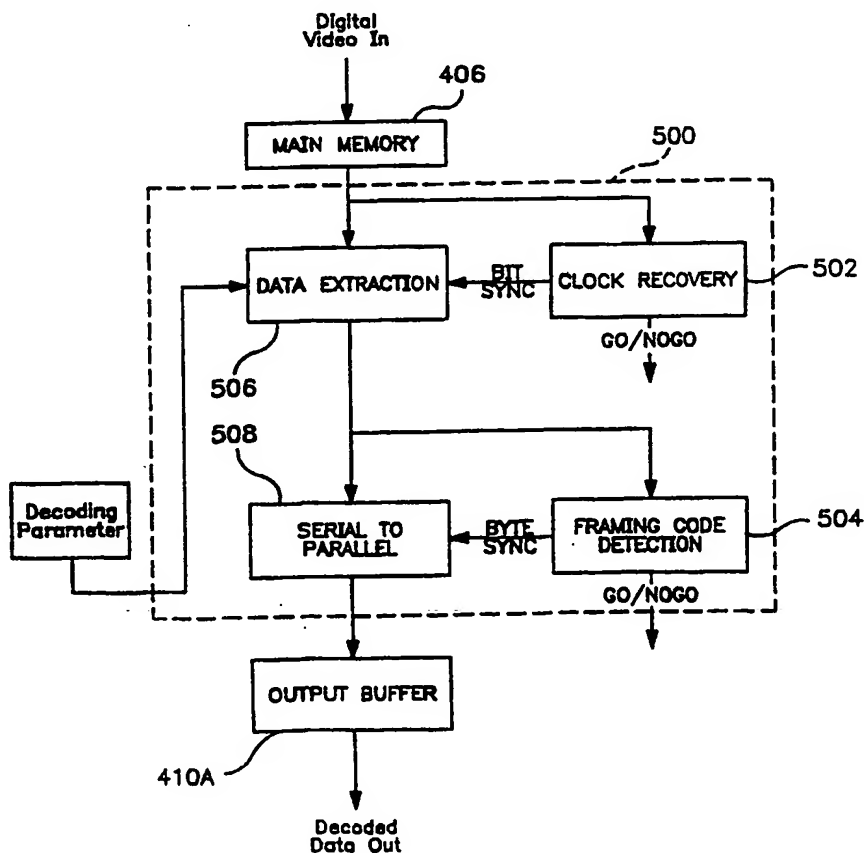 Digital
Video In
406
MAIN MEMORY
500
DATA EXTRACTION
BIT
SYNC
CLOCK RECOVERY
502
GO/NOGO
506
508
Decoding
Parameter
SERIAL TO
PARALLEL
BYTE
SYNC
FRAMING CODE
DETECTION
504
GO/NOGO
OUTPUT BUFFER
410A
Decoded
Data Out